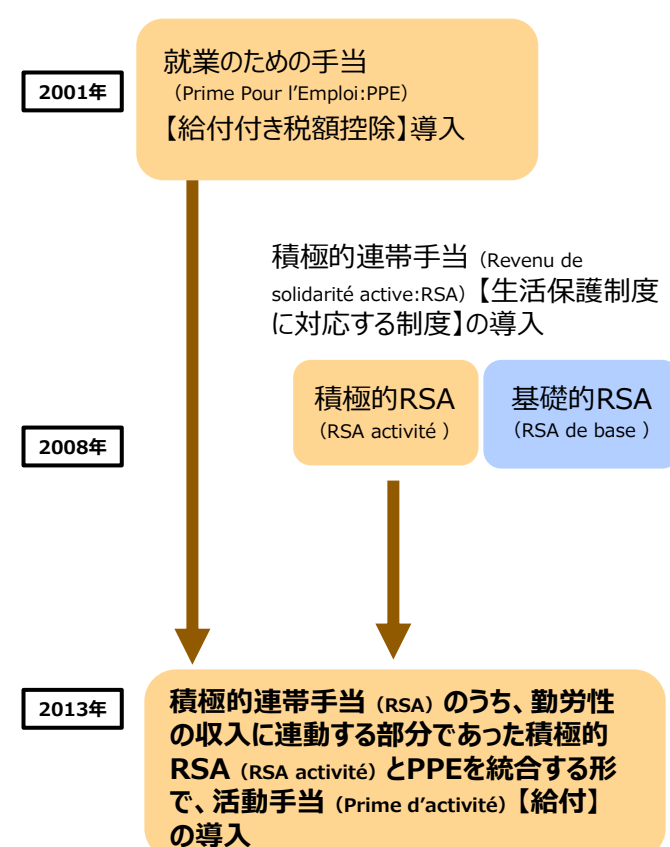 2001年
就業のための手当
（Prime Pour l’Emploi:PPE）
【給付付き税額控除】導入
積極的連帯手当（Revenu de
solidarité active:RSA）【生活保護制度
に対応する制度】の導入
2008年
積極的RSA
（RSA activité ）
基礎的RSA
（RSA de base ）
2013年
積極的連帯手当（RSA）のうち、勤労性
の収入に連動する部分であった積極的
RSA（RSA activité）とPPEを統合する形
で、活動手当（Prime d’activité）【給付】
の導入